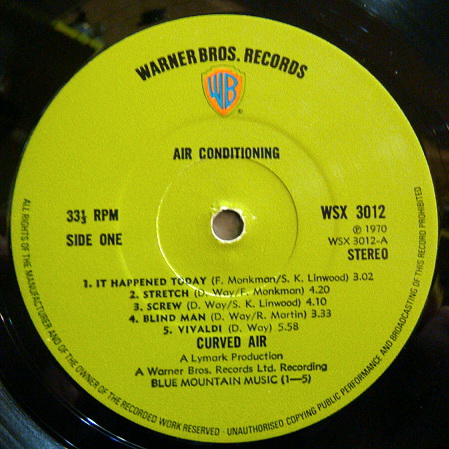 WARNER BROS. RECORDS
WB
®
AIR CONDITIONING
33⅓ RPM
SIDE ONE
WSX 3012
℗ 1970
WSX 3012-A
STEREO
1. IT HAPPENED TODAY (F. Monkman/S. K. Linwood) 3.02
2. STRETCH (D. Way/F. Monkman) 4.20
3. SCREW (D. Way/S. K. Linwood) 4.10
4. BLIND MAN (D. Way/R. Martin) 3.33
5. VIVALDI (D. Way) 5.58
CURVED AIR
A Lymark Production
A Warner Bros. Records Ltd. Recording
BLUE MOUNTAIN MUSIC (1—5)
ALL RIGHTS OF THE MANUFACTURER AND OF THE OWNER OF THE RECORDED WORK RESERVED · UNAUTHORISED COPYING PUBLIC PERFORMANCE AND BROADCASTING OF THIS RECORD PROHIBITED